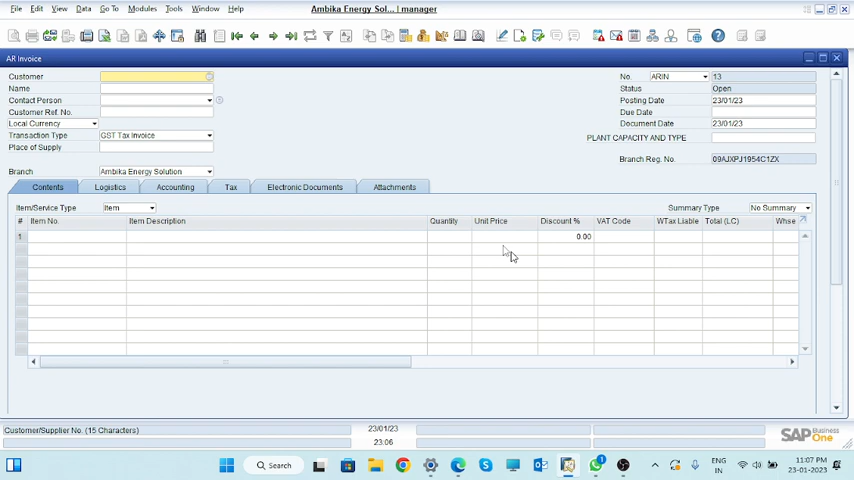 File Edit View Data Go To Modules Tools Window Help
Ambika Energy Sol... l manager
AR Invoice
Customer
Name
Contact Person
Customer Ref. No.
Local Currency
Transaction Type GST Tax Invoice
Place of Supply
Branch Ambika Energy Solution
No. ARIN 13
Status Open
Posting Date 23/01/23
Due Date
Document Date 23/01/23
PLANT CAPACITY AND TYPE
Branch Reg. No. 09AJXPJ1954C1ZX
Contents Logistics Accounting Tax Electronic Documents Attachments
Item/Service Type Item Summary Type No Summary
# Item No. Item Description Quantity Unit Price Discount % VAT Code WTax Liable Total (LC) Whse
1 0.00
Customer/Supplier No. (15 Characters) 23/01/23
23:06
SAP Business One
Search
1
ENG IN
11:07 PM
23-01-2023